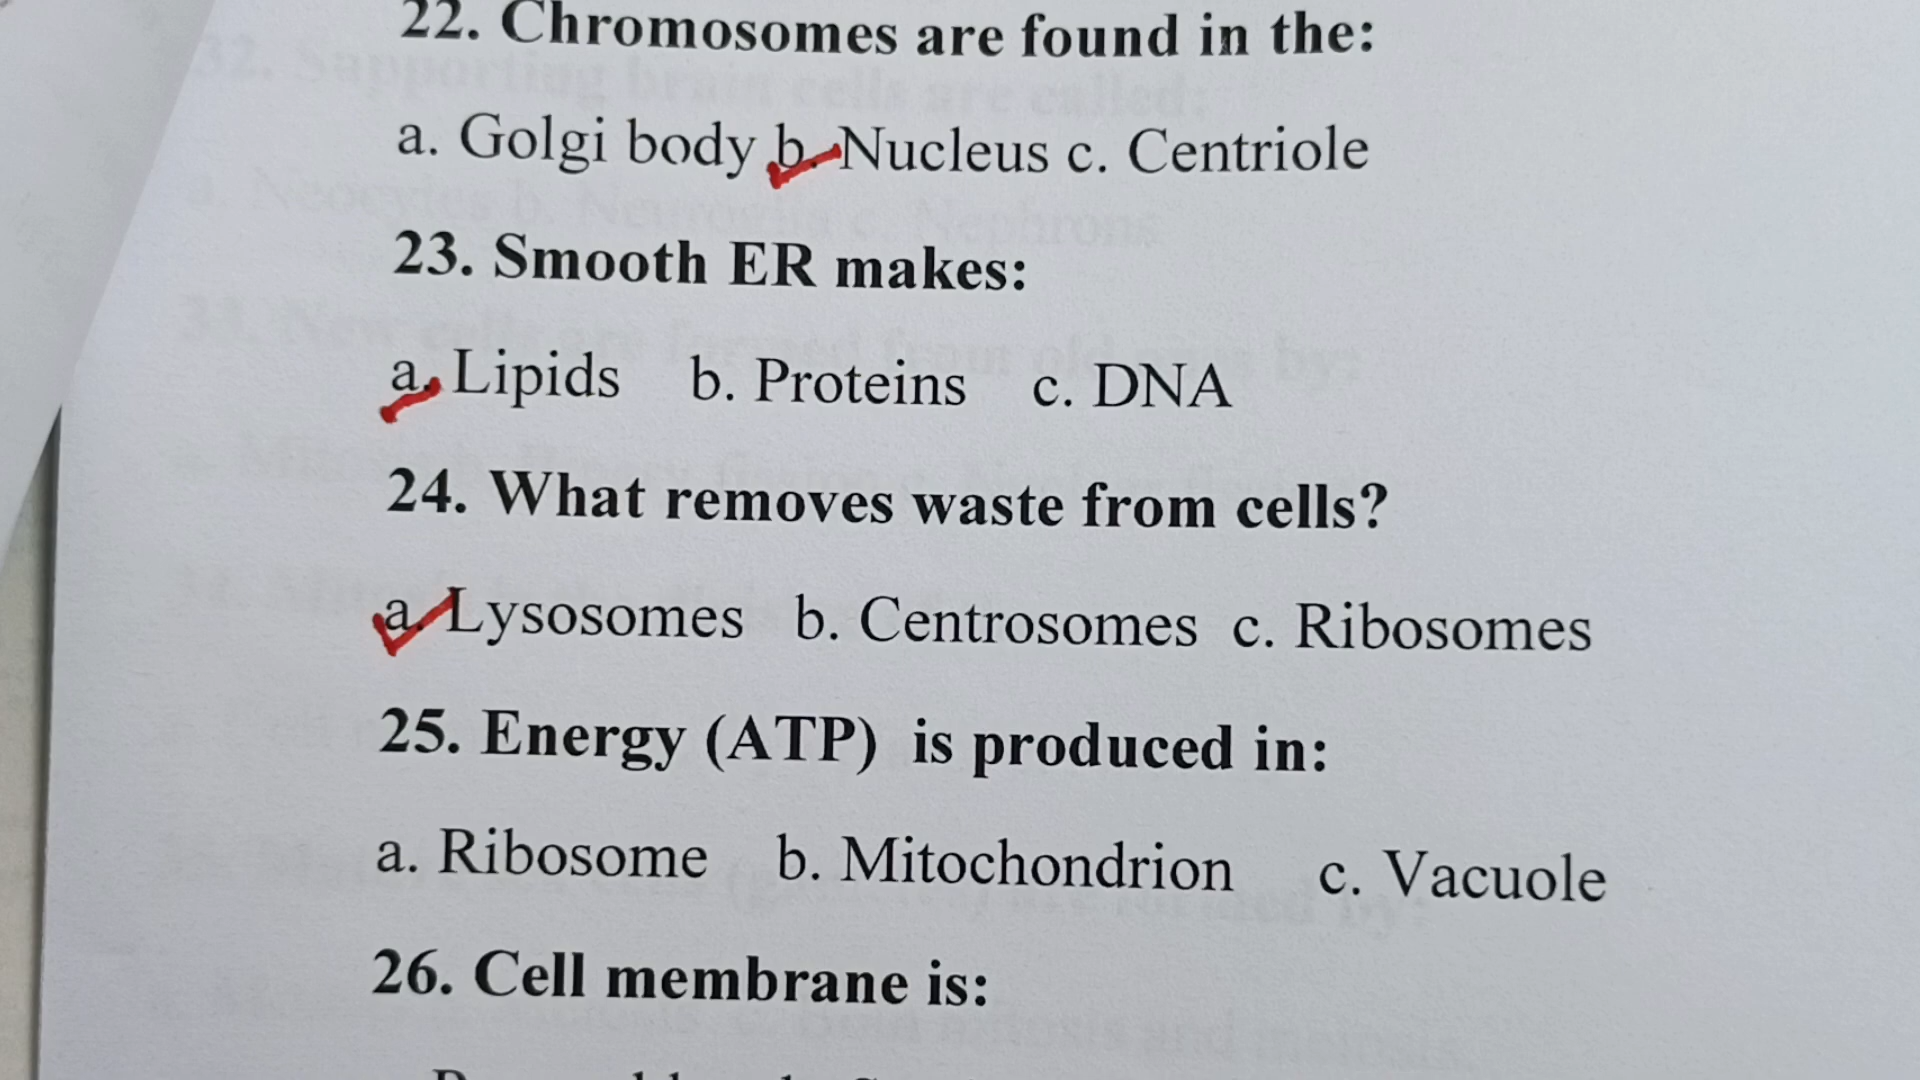 22. Chromosomes are found in the:
a. Golgi body b. Nucleus c. Centriole
23. Smooth ER makes:
a. Lipids b. Proteins c. DNA
24. What removes waste from cells?
a. Lysosomes b. Centrosomes c. Ribosomes
25. Energy (ATP) is produced in:
a. Ribosome b. Mitochondrion c. Vacuole
26. Cell membrane is: